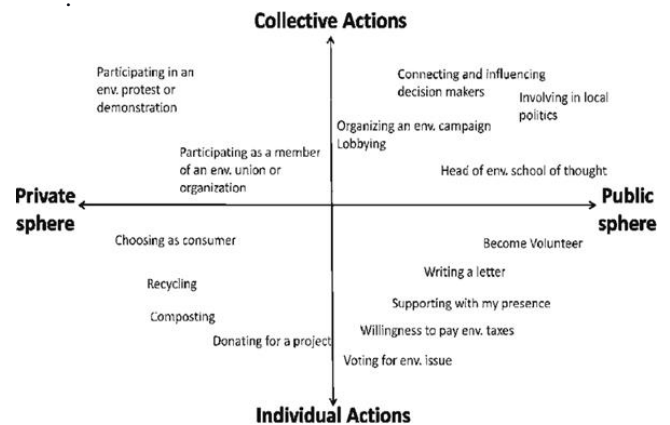 Collective Actions
Participating in an
env. protest or
demonstration
Connecting and influencing
decision makers
Involving in local
politics
Organizing an env. campaign
Lobbying
Participating as a member
of an env. union or
organization
Head of env. school of thought
Private
sphere
Public
sphere
Choosing as consumer
Become Volunteer
Writing a letter
Recycling
Supporting with my presence
Composting
Willingness to pay env. taxes
Donating for a project
Voting for env. issue
Individual Actions